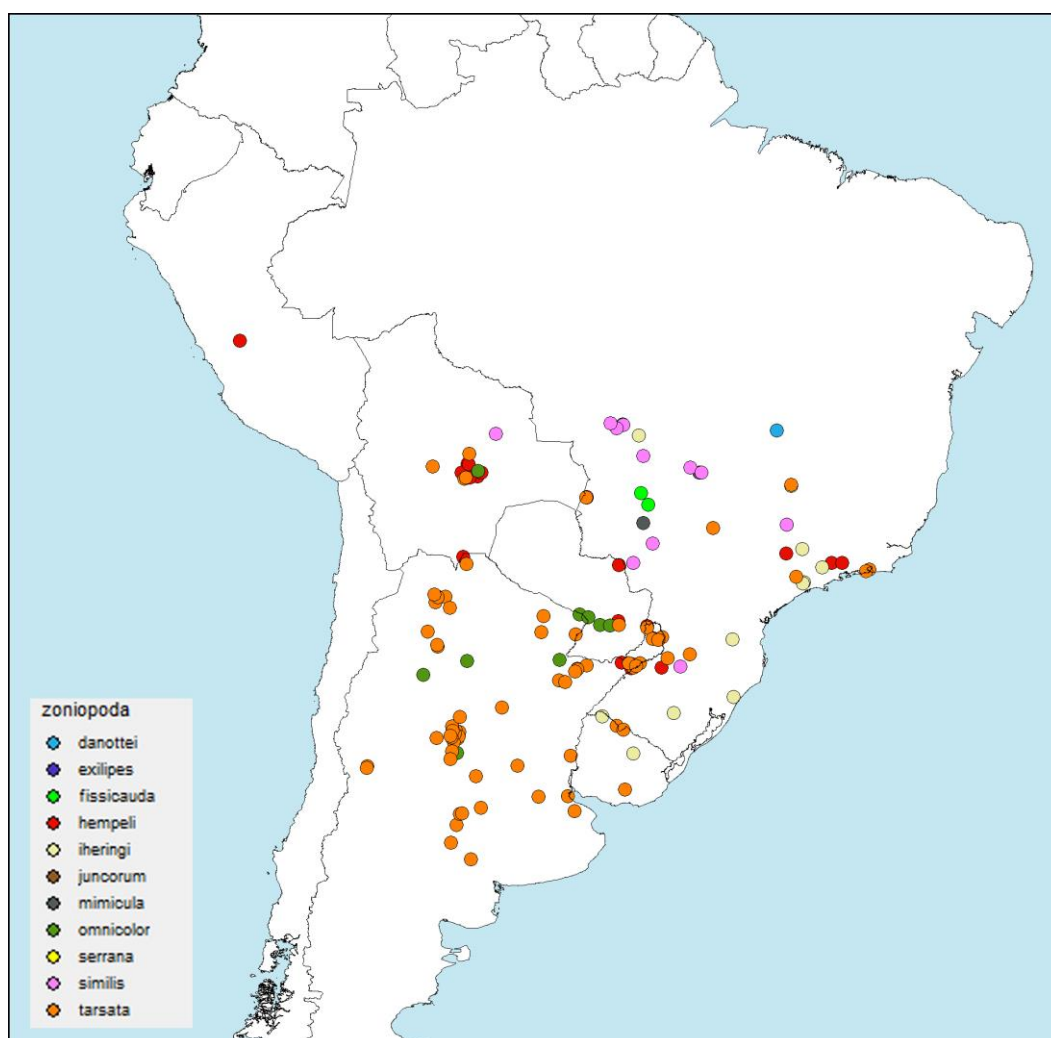 zoniopoda
danottei
exilipes
fissicauda
hempeli
iheringi
juncorum
mimicula
omnicolor
serrana
similis
tarsata